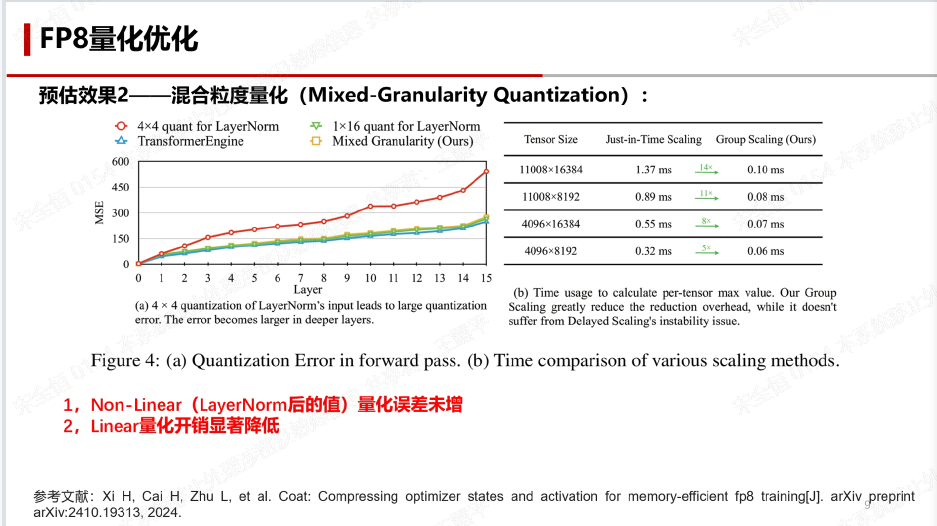 FP8量化优化
预估效果2——混合粒度量化（Mixed-Granularity Quantization）:
4×4 quant for LayerNorm
1×16 quant for LayerNorm
TransformerEngine
Mixed Granularity (Ours)
600
450
300
150
0
MSE
0 1 2 3 4 5 6 7 8 9 10 11 12 13 14 15
Layer
(a) 4 × 4 quantization of LayerNorm's input leads to large quantization
error. The error becomes larger in deeper layers.
Tensor Size Just-in-Time Scaling Group Scaling (Ours)
11008×16384 1.37 ms 14× 0.10 ms
11008×8192 0.89 ms 11× 0.08 ms
4096×16384 0.55 ms 8× 0.07 ms
4096×8192 0.32 ms 5× 0.06 ms
(b) Time usage to calculate per-tensor max value. Our Group
Scaling greatly reduce the reduction overhead, while it doesn't
suffer from Delayed Scaling's instability issue.
Figure 4: (a) Quantization Error in forward pass. (b) Time comparison of various scaling methods.
1，Non-Linear（LayerNorm后的值）量化误差未增
2，Linear量化开销显著降低
参考文献：Xi H, Cai H, Zhu L, et al. Coat: Compressing optimizer states and activation for memory-efficient fp8 training[J]. arXiv preprint
arXiv:2410.19313, 2024.
9